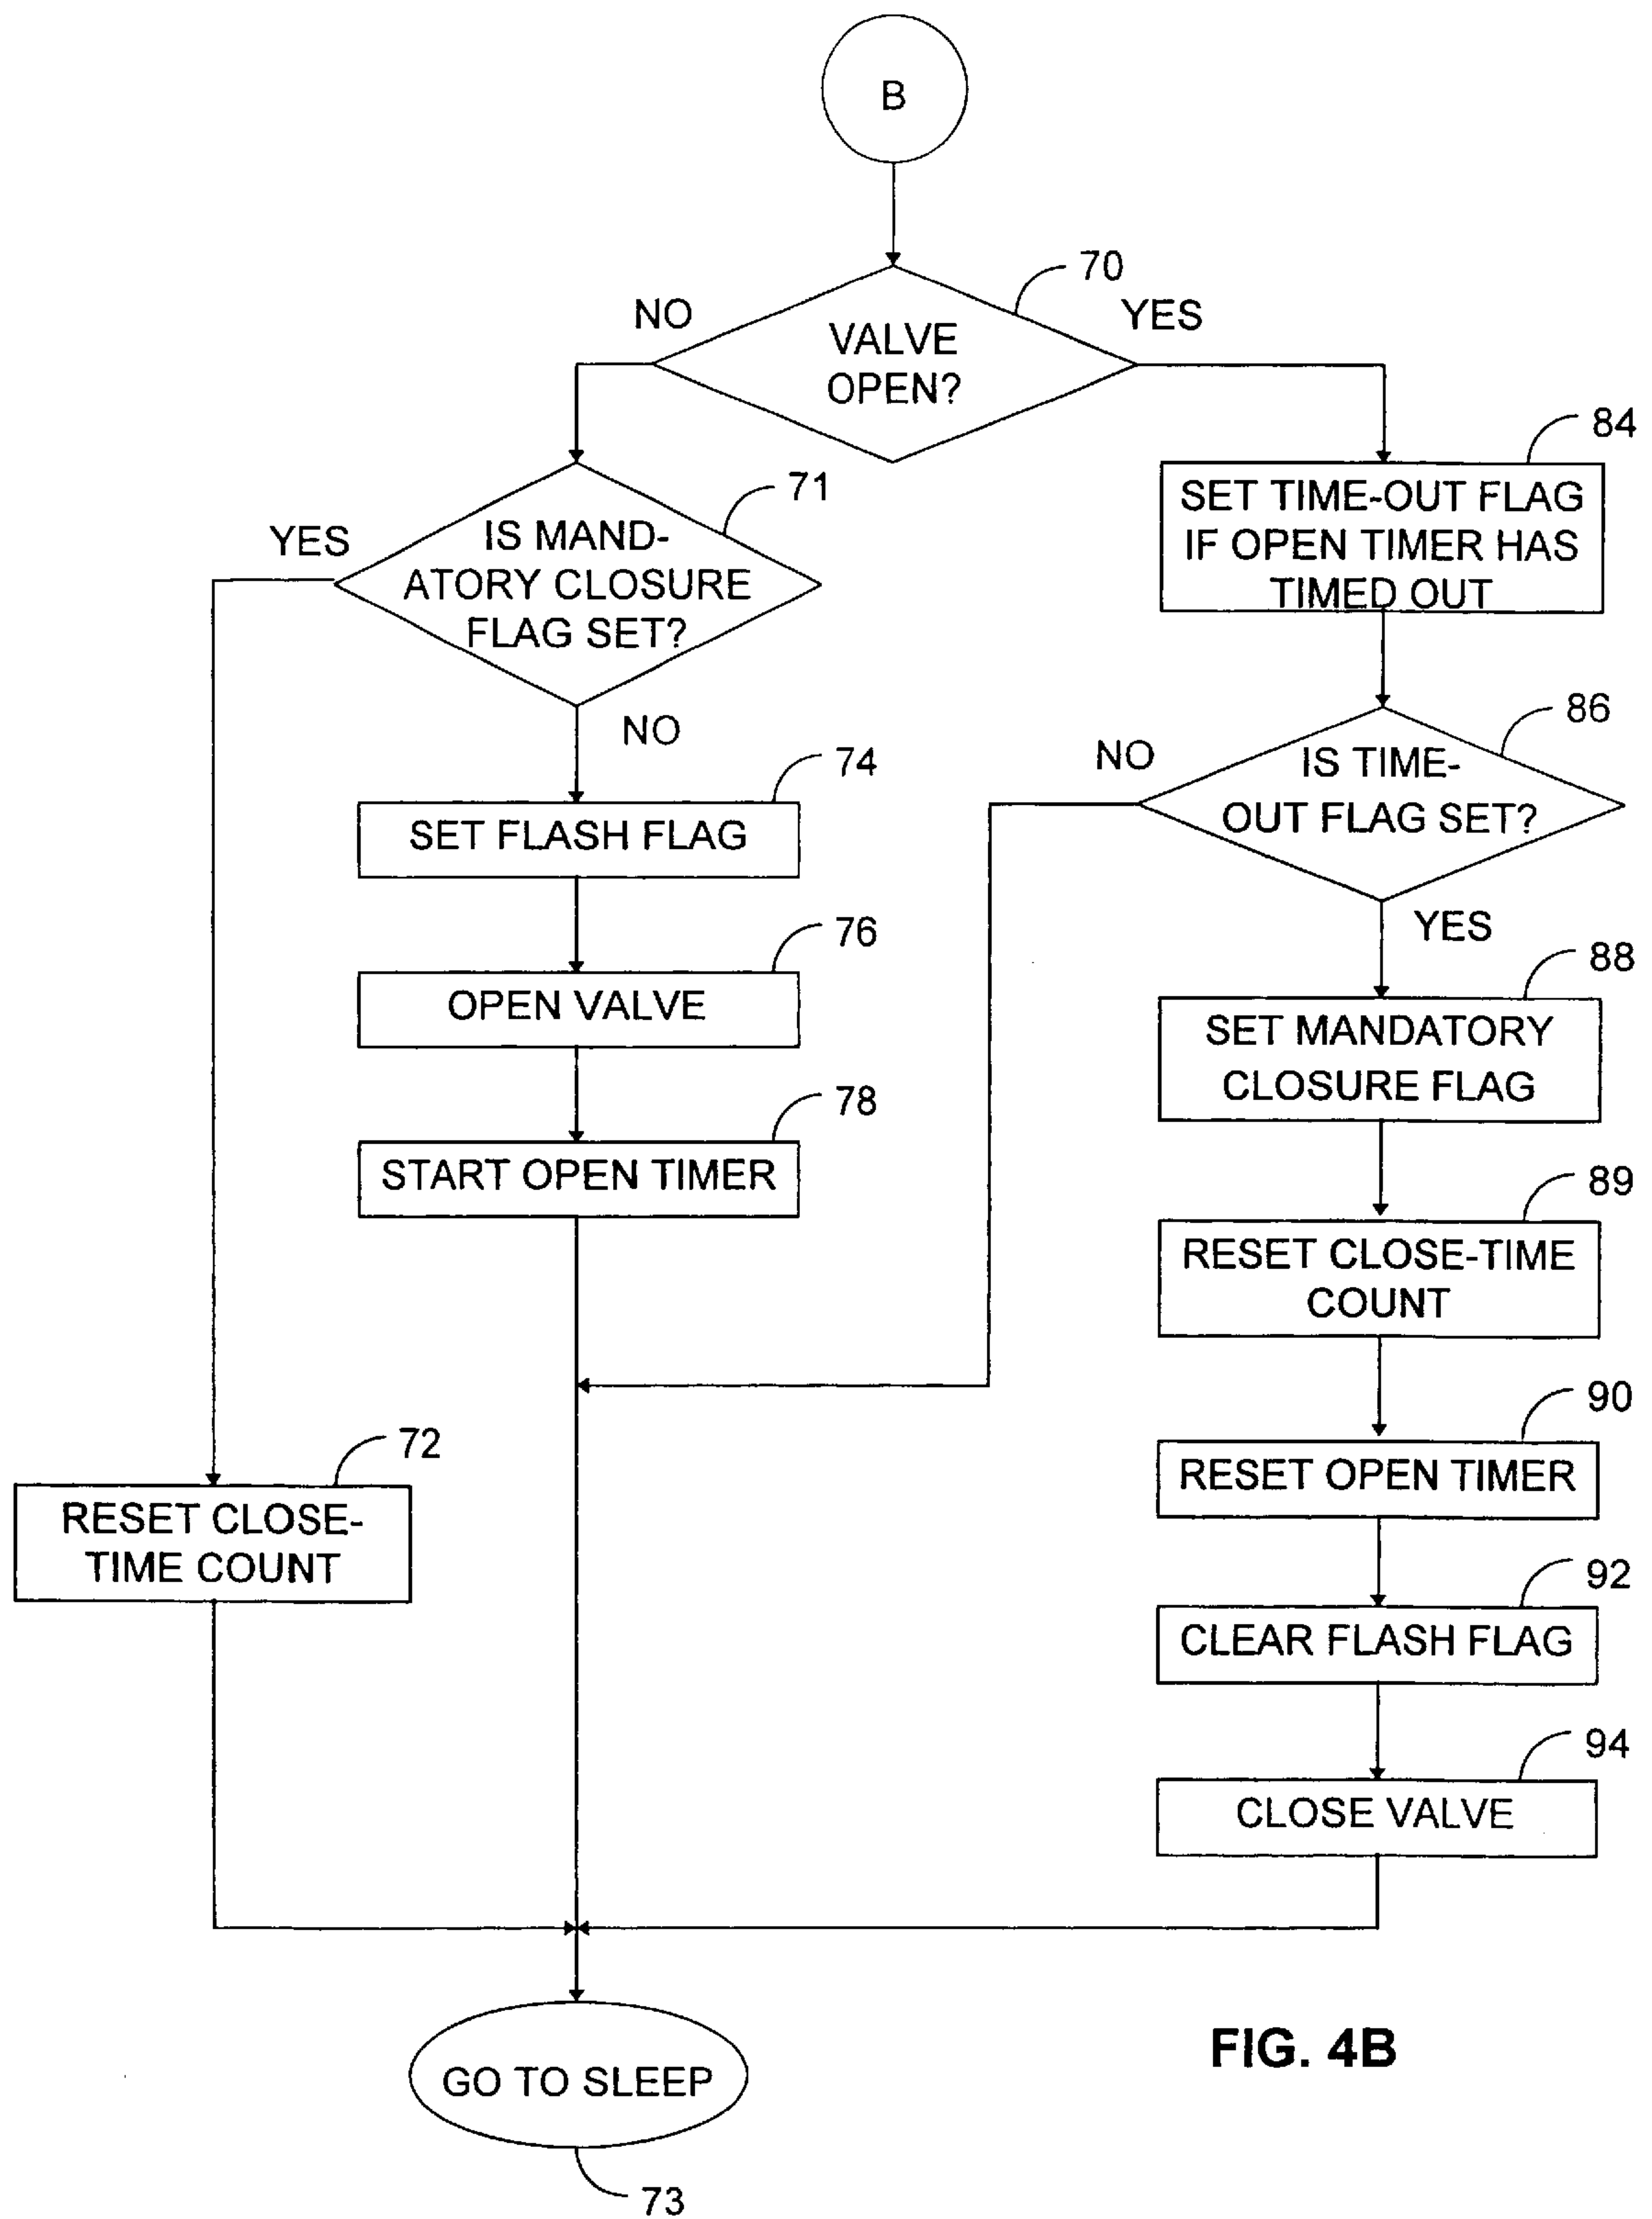 B
70
NO
YES
VALVE
OPEN?
84
71
SET TIME-OUT FLAG
IF OPEN TIMER HAS
TIMED OUT
YES
IS MAND-
ATORY CLOSURE
FLAG SET?
86
NO
NO
IS TIME-
OUT FLAG SET?
74
SET FLASH FLAG
YES
76
88
OPEN VALVE
SET MANDATORY
CLOSURE FLAG
78
START OPEN TIMER
89
RESET CLOSE-TIME
COUNT
90
72
RESET OPEN TIMER
RESET CLOSE-
TIME COUNT
92
CLEAR FLASH FLAG
94
CLOSE VALVE
FIG. 4B
GO TO SLEEP
73